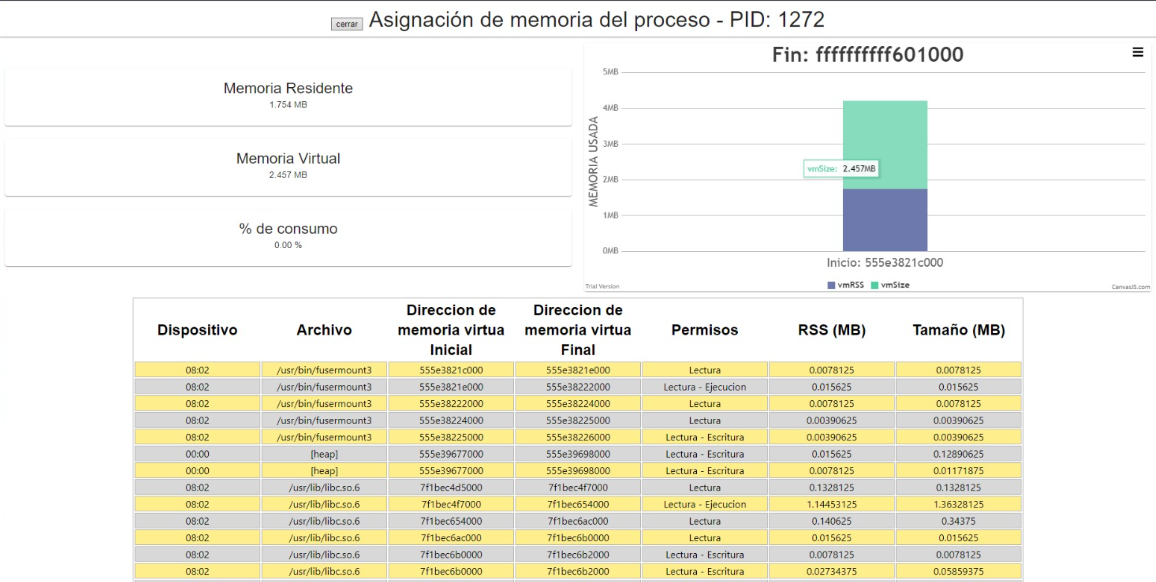 cerrar Asignación de memoria del proceso - PID: 1272
Memoria Residente
1.754 MB
Memoria Virtual
2.457 MB
% de consumo
0.00 %
Fin: ffffffffff601000
MEMORIA USADA
5MB
4MB
3MB
2MB
1MB
0MB
vmSize: 2.457MB
Inicio: 555e3821c000
vmRSS vmSize
Trial Version
CanvasJS.com
Dispositivo Archivo Direccion de memoria virtua Inicial Direccion de memoria virtua Final Permisos RSS (MB) Tamaño (MB)
08:02 /usr/bin/fusermount3 555e3821c000 555e3821e000 Lectura 0.0078125 0.0078125
08:02 /usr/bin/fusermount3 555e3821e000 555e38222000 Lectura - Ejecucion 0.015625 0.015625
08:02 /usr/bin/fusermount3 555e38222000 555e38224000 Lectura 0.0078125 0.0078125
08:02 /usr/bin/fusermount3 555e38224000 555e38225000 Lectura 0.00390625 0.00390625
08:02 /usr/bin/fusermount3 555e38225000 555e38226000 Lectura - Escritura 0.00390625 0.00390625
00:00 [heap] 555e39677000 555e39698000 Lectura - Escritura 0.015625 0.12890625
00:00 [heap] 555e39677000 555e39698000 Lectura - Escritura 0.0078125 0.01171875
08:02 /usr/lib/libc.so.6 7f1bec4d5000 7f1bec4f7000 Lectura 0.1328125 0.1328125
08:02 /usr/lib/libc.so.6 7f1bec4f7000 7f1bec654000 Lectura - Ejecucion 1.14453125 1.36328125
08:02 /usr/lib/libc.so.6 7f1bec654000 7f1bec6ac000 Lectura 0.140625 0.34375
08:02 /usr/lib/libc.so.6 7f1bec6ac000 7f1bec6b0000 Lectura 0.015625 0.015625
08:02 /usr/lib/libc.so.6 7f1bec6b0000 7f1bec6b2000 Lectura - Escritura 0.0078125 0.0078125
08:02 /usr/lib/libc.so.6 7f1bec6b0000 7f1bec6b2000 Lectura - Escritura 0.02734375 0.05859375